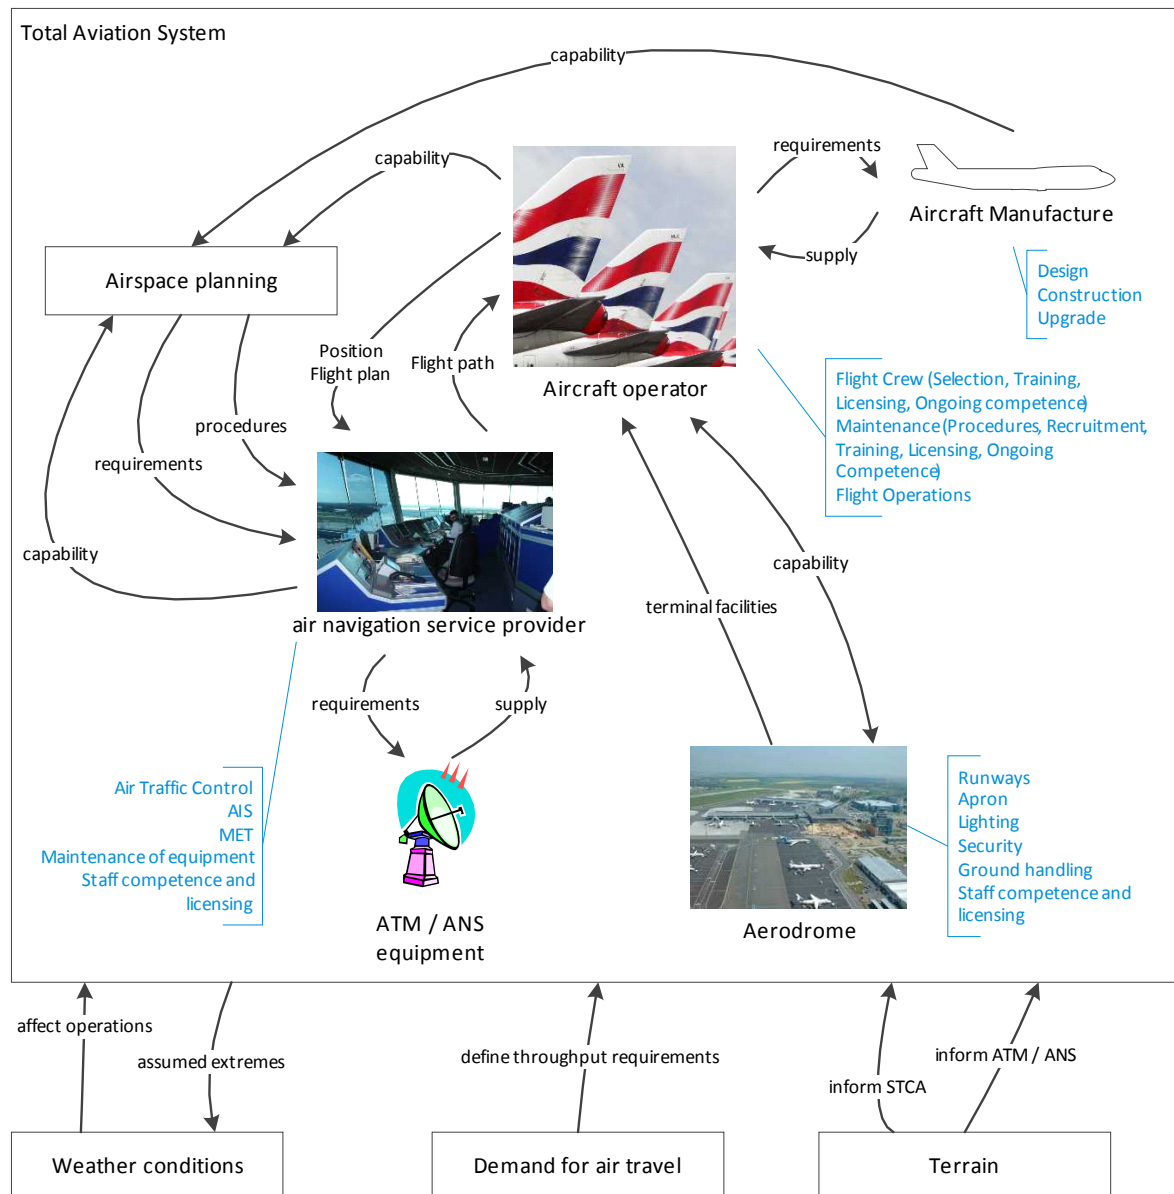 Total Aviation System
capability
requirements
capability
Aircraft Manufacture
supply
Airspace planning
Design
Construction
Upgrade
Position
Flight plan
Flight path
Aircraft operator
Flight Crew (Selection, Training,
Licensing, Ongoing competence)
Maintenance (Procedures, Recruitment,
Training, Licensing, Ongoing
Competence)
Flight Operations
procedures
requirements
capability
capability
terminal facilities
air navigation service provider
requirements
supply
Air Traffic Control
AIS
MET
Maintenance of equipment
Staff competence and
licensing
Runways
Apron
Lighting
Security
Ground handling
Staff competence and
licensing
ATM / ANS
equipment
Aerodrome
affect operations
assumed extremes
define throughput requirements
inform ATM / ANS
inform STCA
Weather conditions
Demand for air travel
Terrain